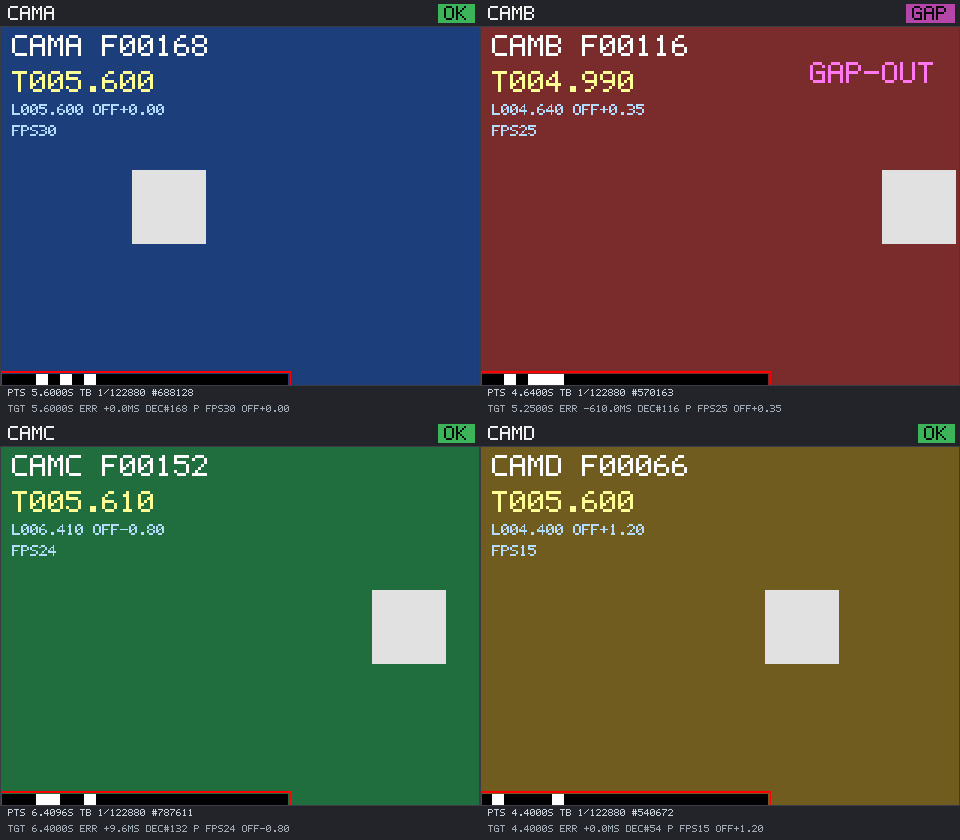 CAMA OK
CAMA F00168
T005.600
L005.600 OFF+0.00
FPS30
PTS 5.6000S TB 1/122880 #688128
TGT 5.6000S ERR +0.0MS DEC#168 P FPS30 OFF+0.00
CAMB GAP
CAMB F00116
GAP-OUT
T004.990
L004.640 OFF+0.35
FPS25
PTS 4.6400S TB 1/122880 #570163
TGT 5.2500S ERR -610.0MS DEC#116 P FPS25 OFF+0.35
CAMC OK
CAMC F00152
T005.610
L006.410 OFF-0.80
FPS24
PTS 6.4096S TB 1/122880 #787611
TGT 6.4000S ERR +9.6MS DEC#132 P FPS24 OFF-0.80
CAMD OK
CAMD F00066
T005.600
L004.400 OFF+1.20
FPS15
PTS 4.4000S TB 1/122880 #540672
TGT 4.4000S ERR +0.0MS DEC#54 P FPS15 OFF+1.20